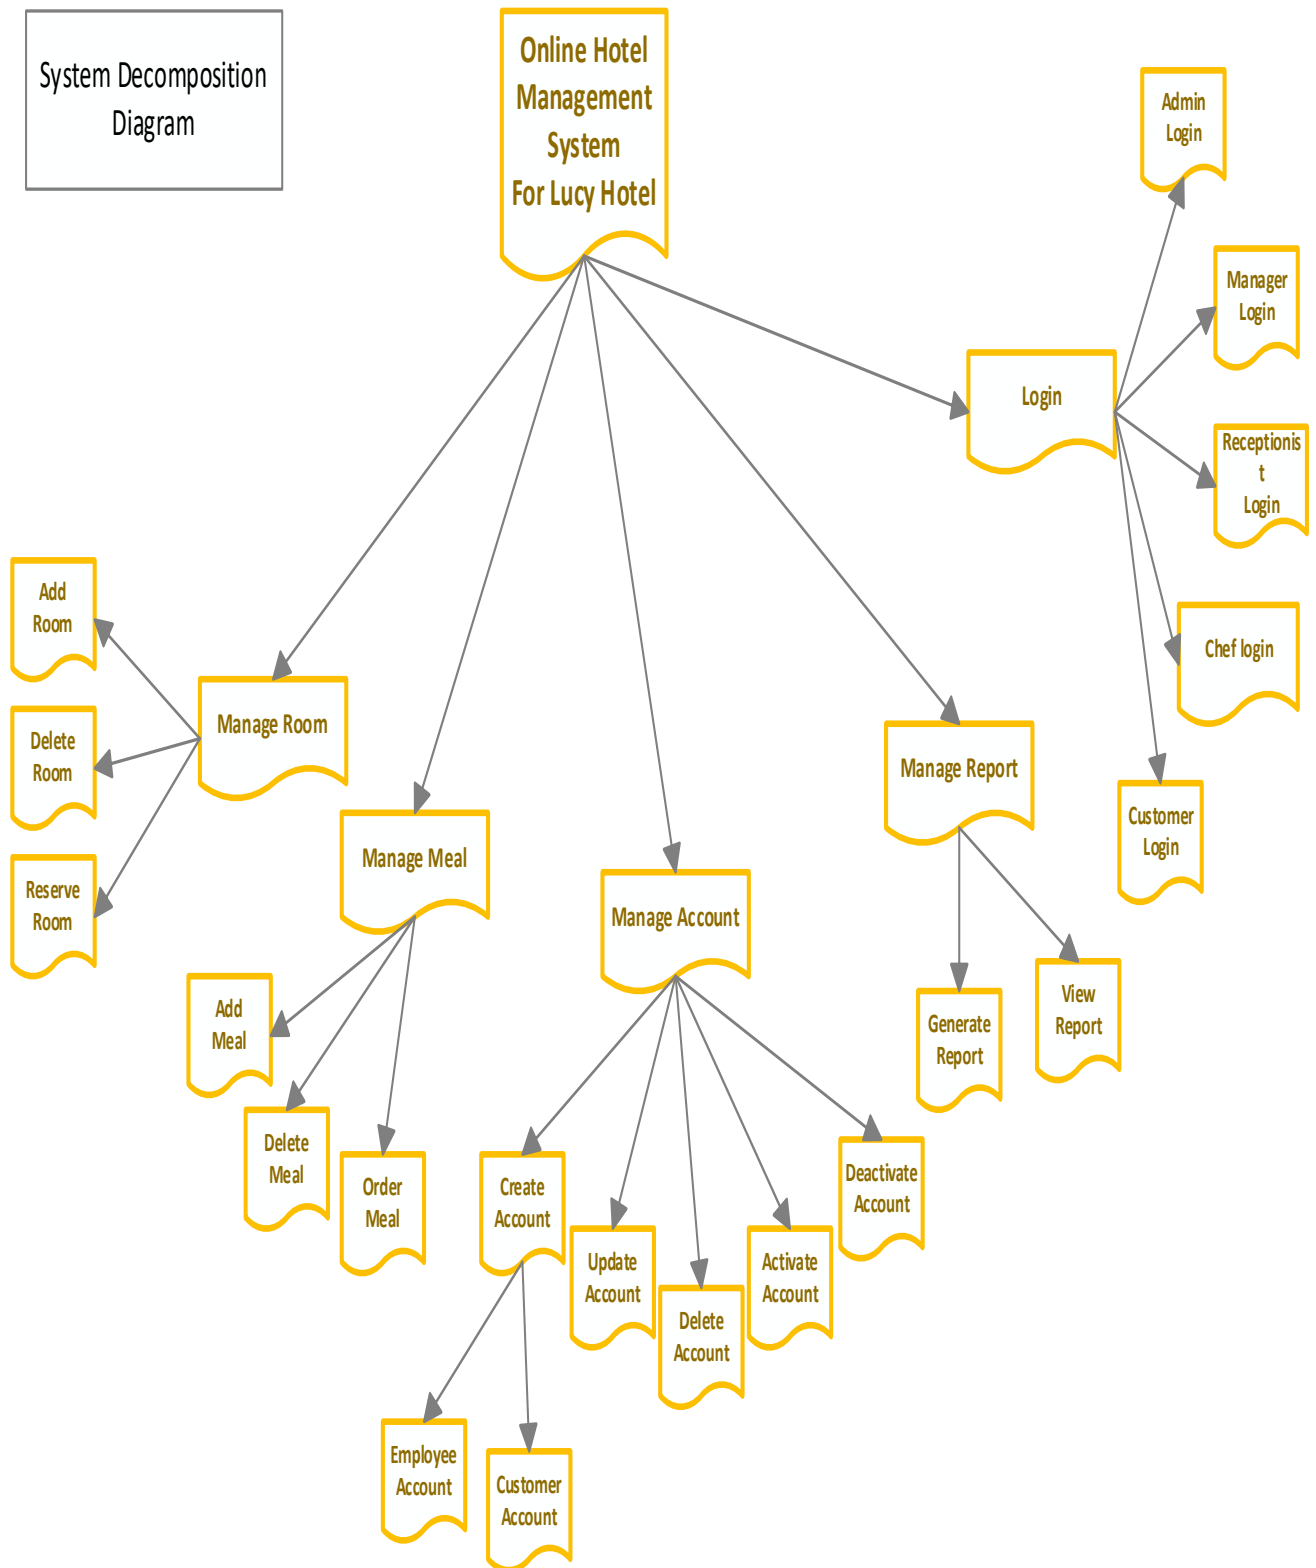 System Decomposition
Diagram
Online Hotel
Management
System
For Lucy Hotel
Admin
Login
Manager
Login
Login
Receptionis
t
Login
Add
Room
Chef login
Manage Room
Delete
Room
Manage Report
Customer
Login
Manage Meal
Reserve
Room
Manage Account
Add
Meal
View
Report
Generate
Report
Delete
Meal
Order
Meal
Create
Account
Deactivate
Account
Update
Account
Activate
Account
Delete
Account
Employee
Account
Customer
Account